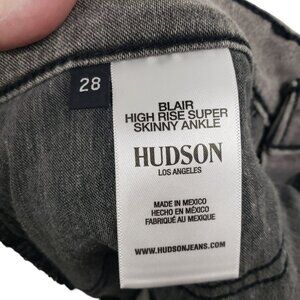 28
BLAIR
HIGH RISE SUPER
SKINNY ANKLE
HUDSON
LOS ANGELES
MADE IN MEXICO
HECHO EN MÉXICO
FABRIQUÉ AU MEXIQUE
WWW.HUDSONJEANS.COM